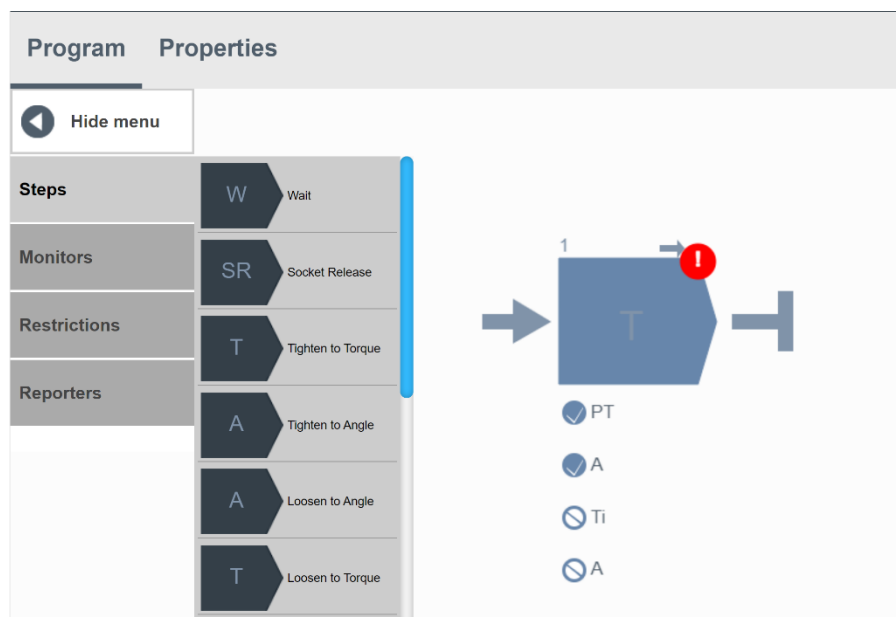 Program Properties
Hide menu
Steps
Monitors
Restrictions
Reporters
W Wait
SR Socket Release
T Tighten to Torque
A Tighten to Angle
A Loosen to Angle
T Loosen to Torque
1
!
T
PT
A
Ti
A